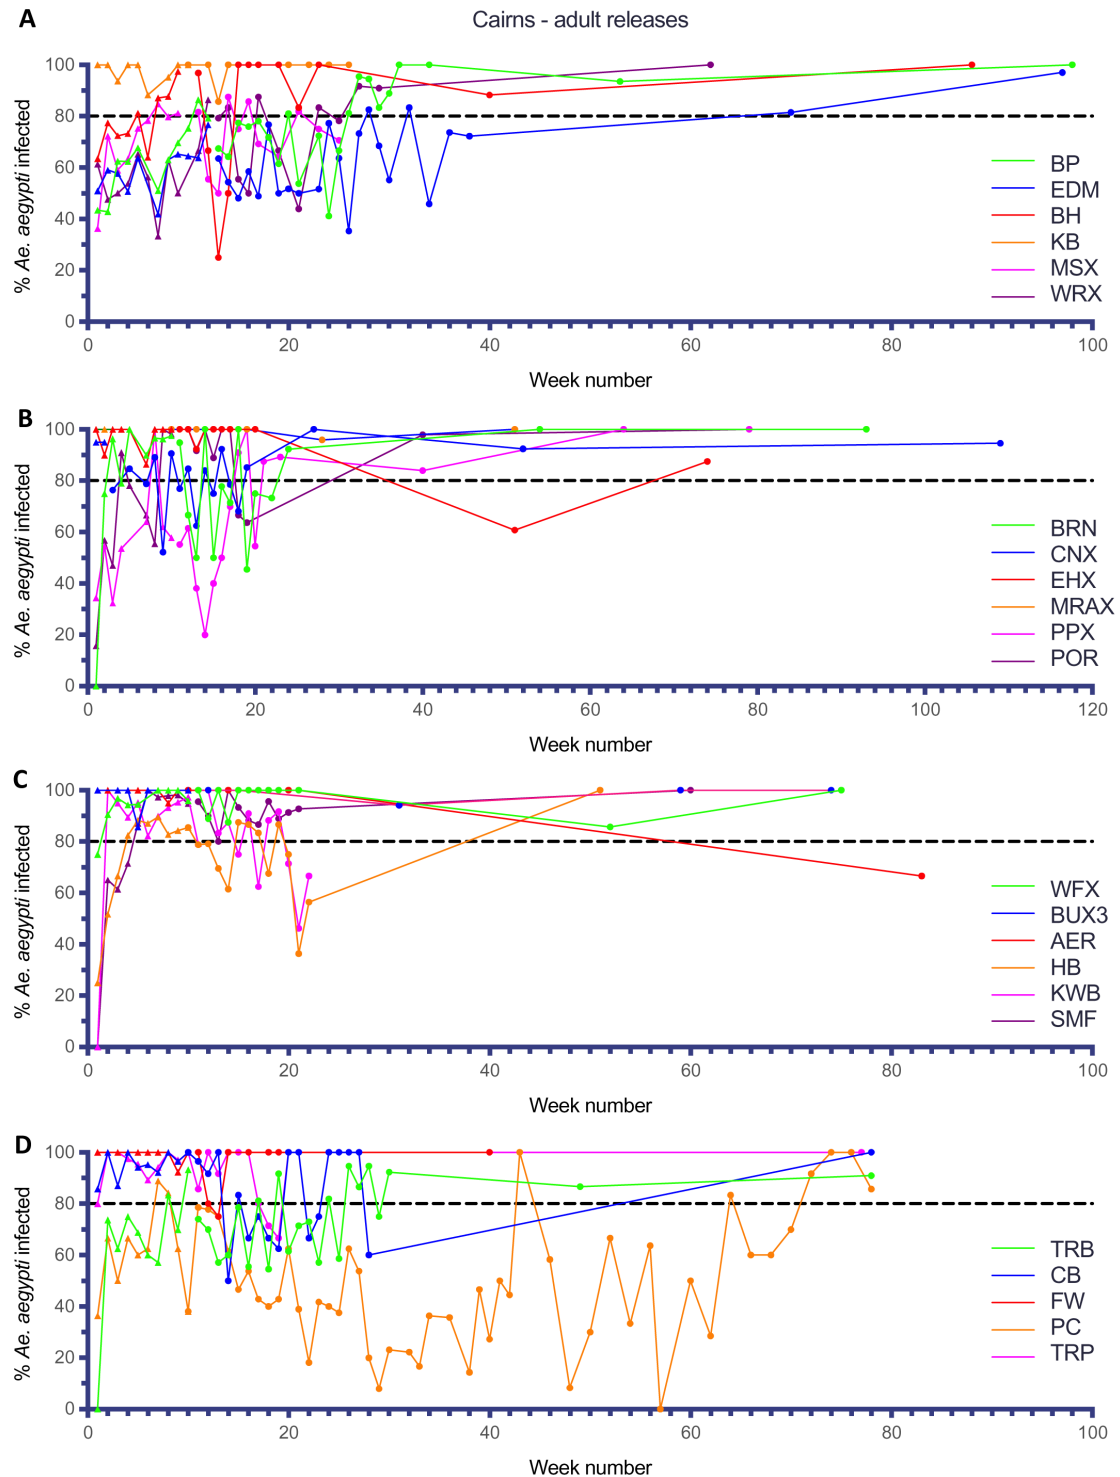 A
Cairns - adult releases
% Ae. aegypti infected
100
80
60
40
20
0
0 20 40 60 80 100
Week number
BP
EDM
BH
KB
MSX
WRX
B
% Ae. aegypti infected
100
80
60
40
20
0
0 20 40 60 80 100 120
Week number
BRN
CNX
EHX
MRAX
PPX
POR
C
% Ae. aegypti infected
100
80
60
40
20
0
0 20 40 60 80 100
Week number
WFX
BUX3
AER
HB
KWB
SMF
D
% Ae. aegypti infected
100
80
60
40
20
0
0 20 40 60 80 100
Week number
TRB
CB
FW
PC
TRP